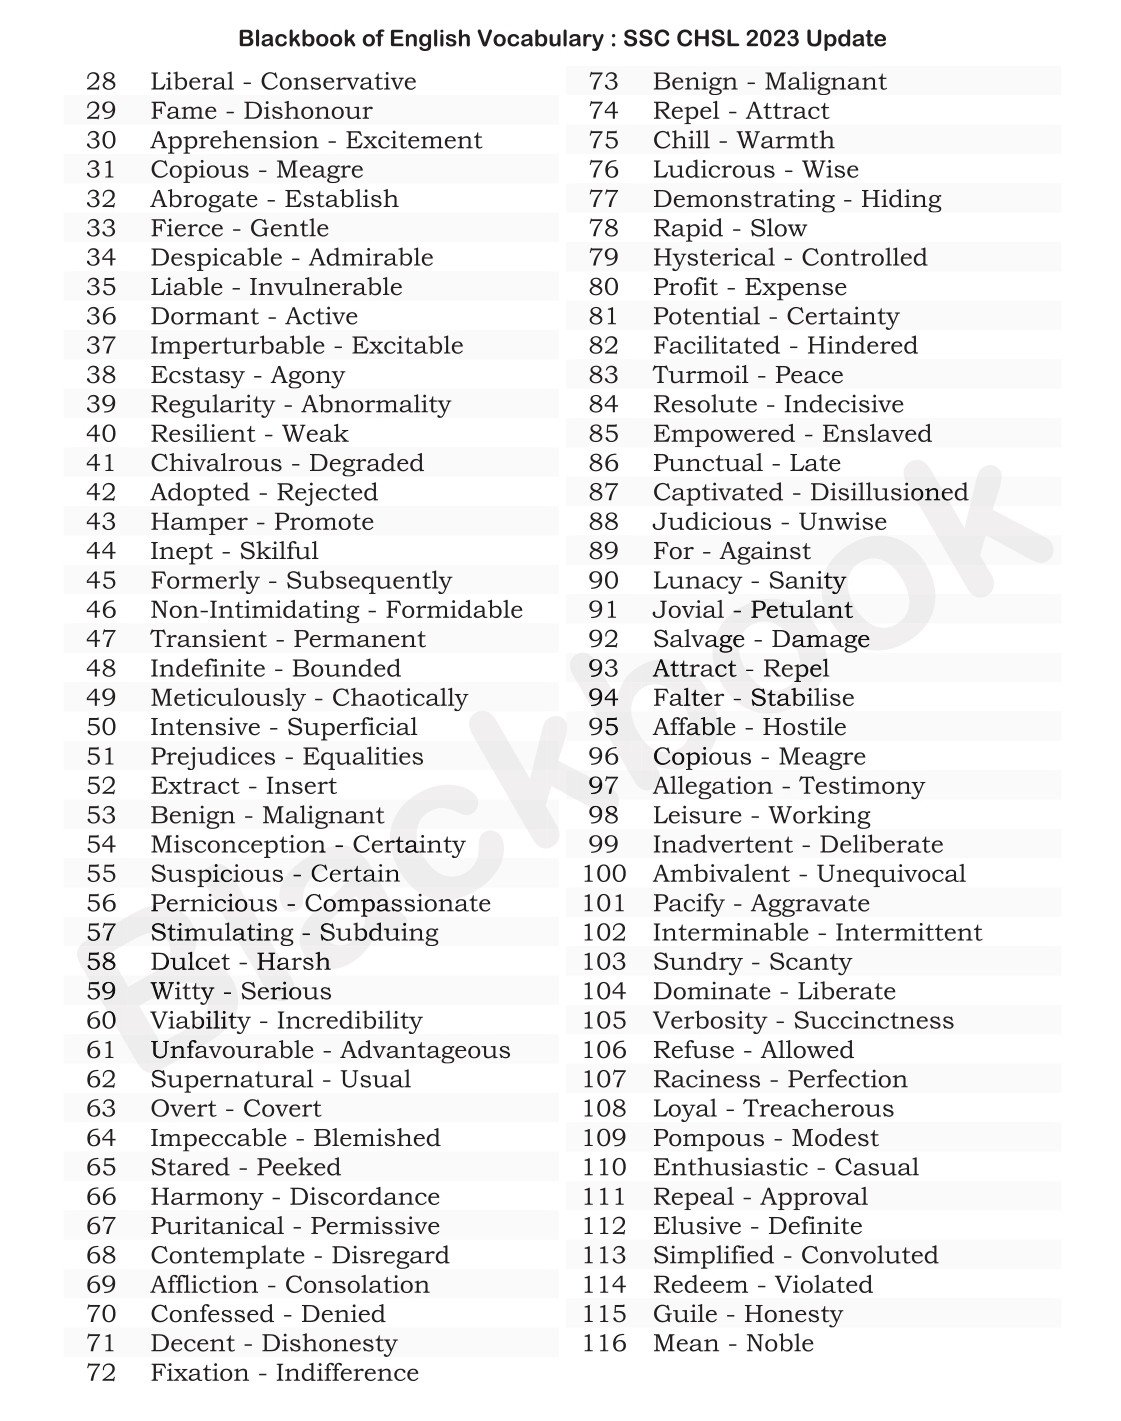 Blackbook of English Vocabulary : SSC CHSL 2023 Update
28 Liberal - Conservative
29 Fame - Dishonour
30 Apprehension - Excitement
31 Copious - Meagre
32 Abrogate - Establish
33 Fierce - Gentle
34 Despicable - Admirable
35 Liable - Invulnerable
36 Dormant - Active
37 Imperturbable - Excitable
38 Ecstasy - Agony
39 Regularity - Abnormality
40 Resilient - Weak
41 Chivalrous - Degraded
42 Adopted - Rejected
43 Hamper - Promote
44 Inept - Skilful
45 Formerly - Subsequently
46 Non-Intimidating - Formidable
47 Transient - Permanent
48 Indefinite - Bounded
49 Meticulously - Chaotically
50 Intensive - Superficial
51 Prejudices - Equalities
52 Extract - Insert
53 Benign - Malignant
54 Misconception - Certainty
55 Suspicious - Certain
56 Pernicious - Compassionate
57 Stimulating - Subduing
58 Dulcet - Harsh
59 Witty - Serious
60 Viability - Incredibility
61 Unfavourable - Advantageous
62 Supernatural - Usual
63 Overt - Covert
64 Impeccable - Blemished
65 Stared - Peeked
66 Harmony - Discordance
67 Puritanical - Permissive
68 Contemplate - Disregard
69 Affliction - Consolation
70 Confessed - Denied
71 Decent - Dishonesty
72 Fixation - Indifference
73 Benign - Malignant
74 Repel - Attract
75 Chill - Warmth
76 Ludicrous - Wise
77 Demonstrating - Hiding
78 Rapid - Slow
79 Hysterical - Controlled
80 Profit - Expense
81 Potential - Certainty
82 Facilitated - Hindered
83 Turmoil - Peace
84 Resolute - Indecisive
85 Empowered - Enslaved
86 Punctual - Late
87 Captivated - Disillusioned
88 Judicious - Unwise
89 For - Against
90 Lunacy - Sanity
91 Jovial - Petulant
92 Salvage - Damage
93 Attract - Repel
94 Falter - Stabilise
95 Affable - Hostile
96 Copious - Meagre
97 Allegation - Testimony
98 Leisure - Working
99 Inadvertent - Deliberate
100 Ambivalent - Unequivocal
101 Pacify - Aggravate
102 Interminable - Intermittent
103 Sundry - Scanty
104 Dominate - Liberate
105 Verbosity - Succinctness
106 Refuse - Allowed
107 Raciness - Perfection
108 Loyal - Treacherous
109 Pompous - Modest
110 Enthusiastic - Casual
111 Repeal - Approval
112 Elusive - Definite
113 Simplified - Convoluted
114 Redeem - Violated
115 Guile - Honesty
116 Mean - Noble
Blackbook